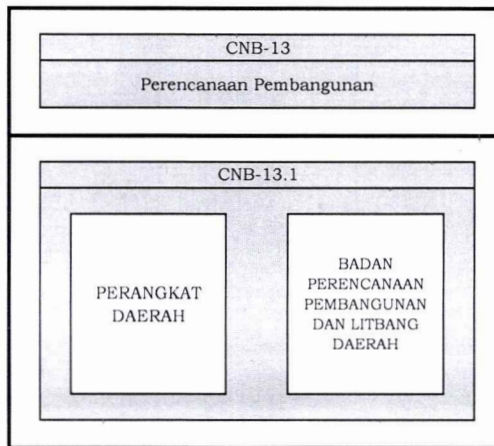 CNB-13
Perencanaan Pembangunan
CNB-13.1
PERANGKAT
DAERAH
BADAN
PERENCANAAN
PEMBANGUNAN
DAN LITBANG
DAERAH